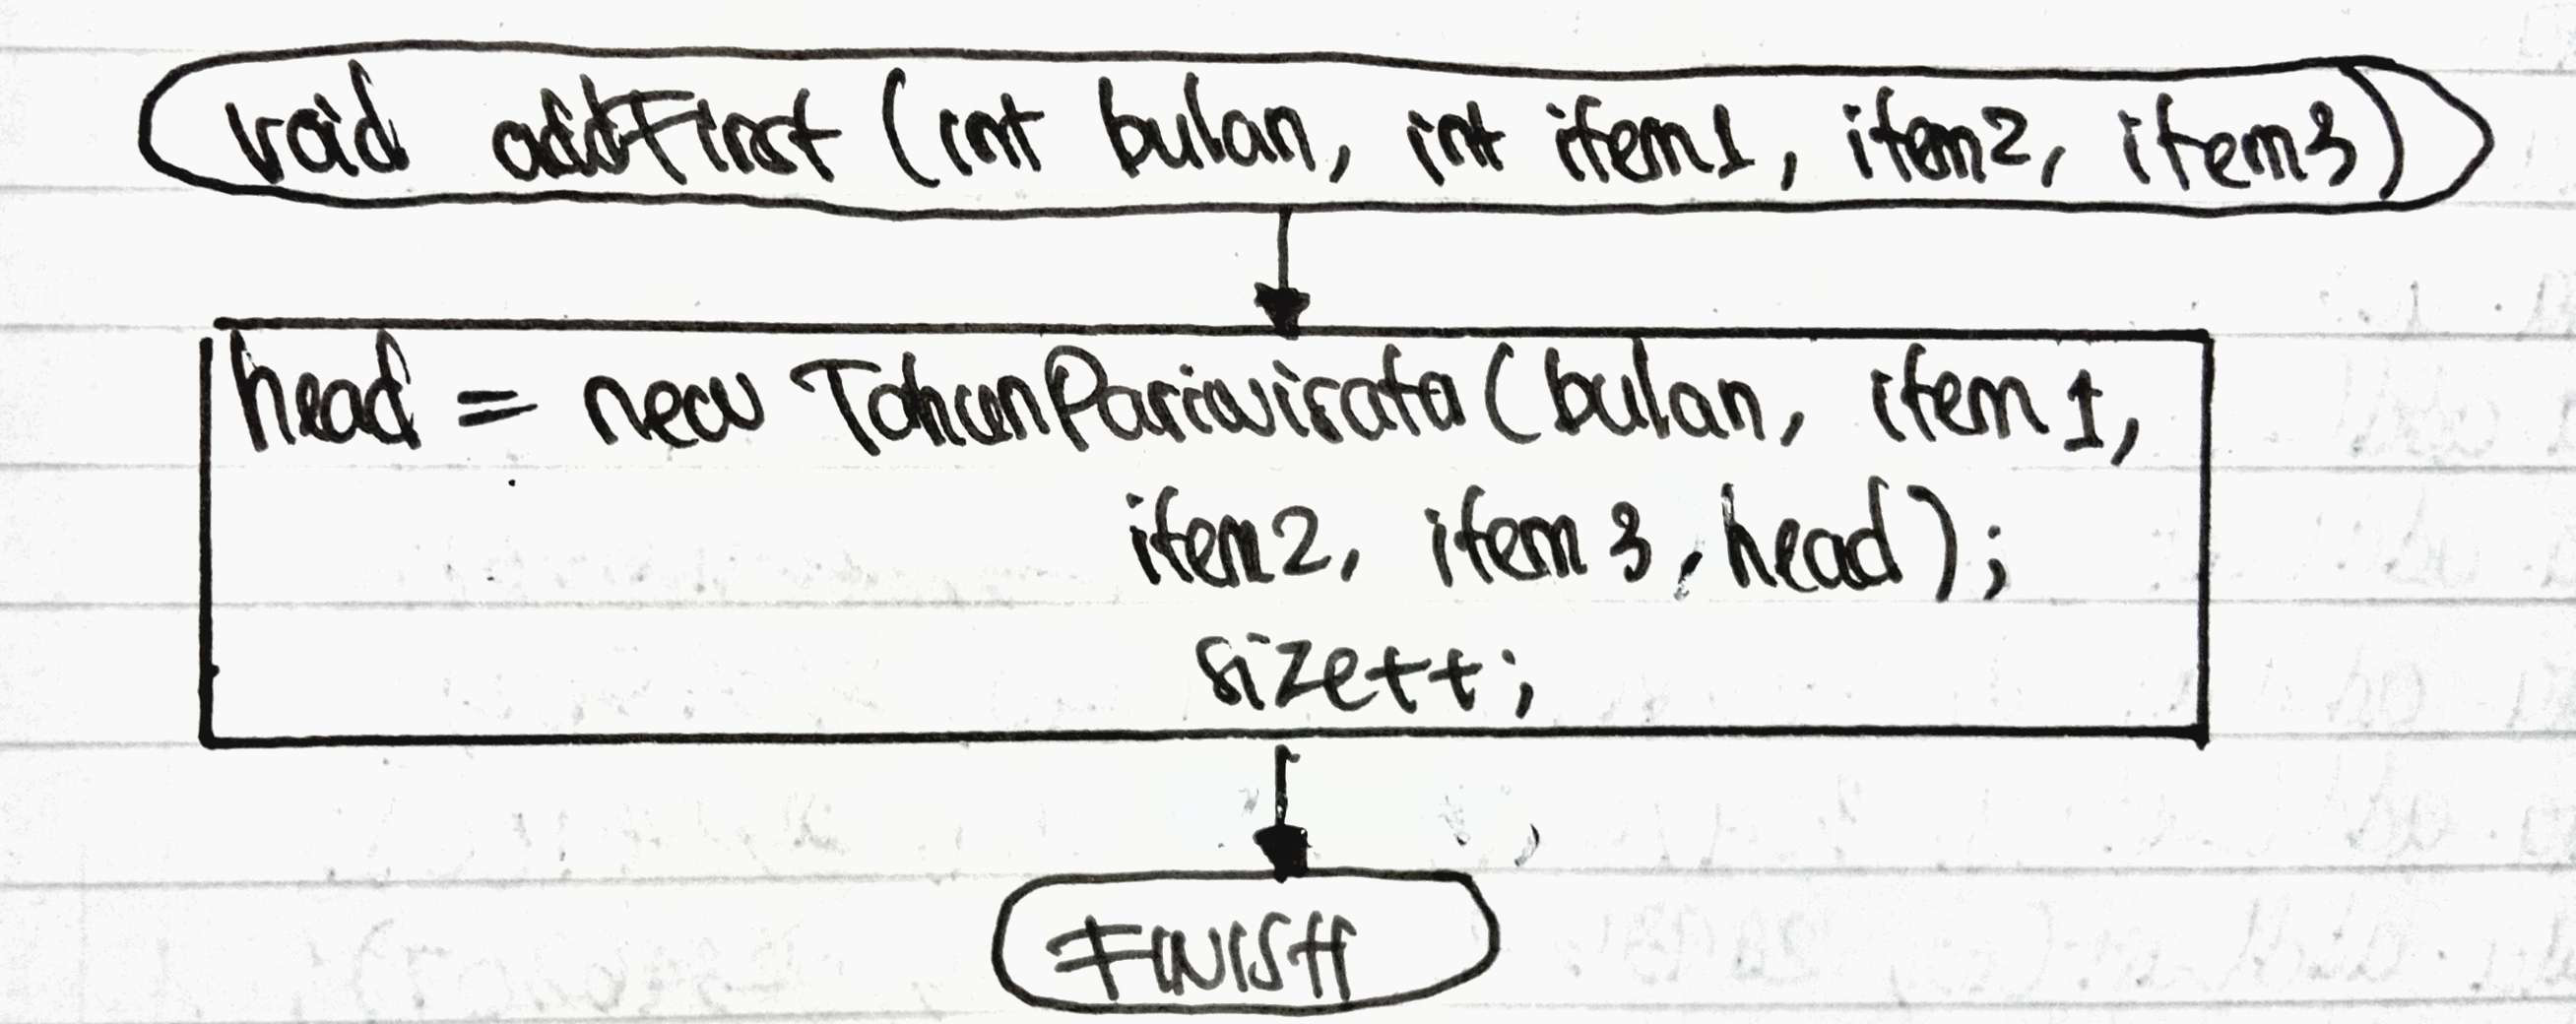 void addFirst (int bulan, int item1, item2, item3)
head = new TahunPariwisata (bulan, item 1,
item2, item 3, head);
size++;
FINISH